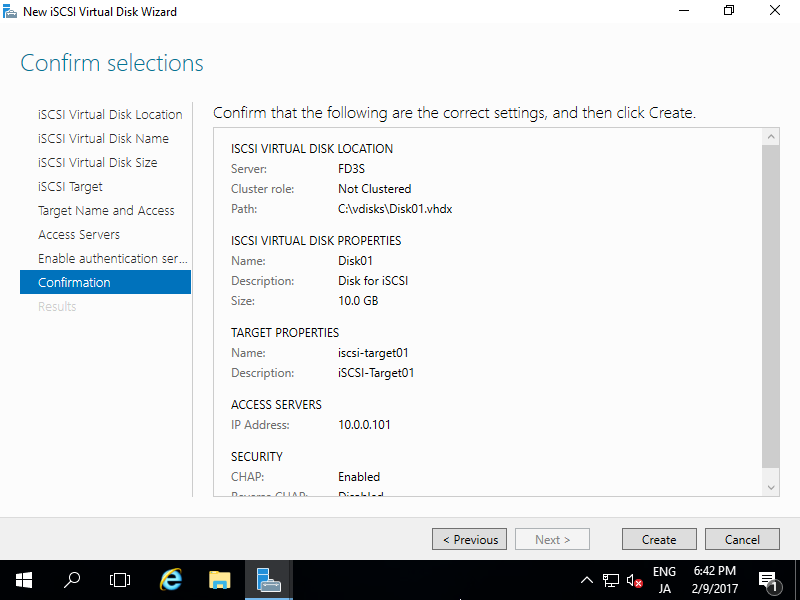 New iSCSI Virtual Disk Wizard
Confirm selections
iSCSI Virtual Disk Location
iSCSI Virtual Disk Name
iSCSI Virtual Disk Size
iSCSI Target
Target Name and Access
Access Servers
Enable authentication ser...
Confirmation
Results
Confirm that the following are the correct settings, and then click Create.
ISCSI VIRTUAL DISK LOCATION
Server: FD3S
Cluster role: Not Clustered
Path: C:\vdisks\Disk01.vhdx
ISCSI VIRTUAL DISK PROPERTIES
Name: Disk01
Description: Disk for iSCSI
Size: 10.0 GB
TARGET PROPERTIES
Name: iscsi-target01
Description: iSCSI-Target01
ACCESS SERVERS
IP Address: 10.0.0.101
SECURITY
CHAP: Enabled
Reverse CHAP: Disabled
< Previous Next > Create Cancel
ENG 6:42 PM
JA 2/9/2017 1